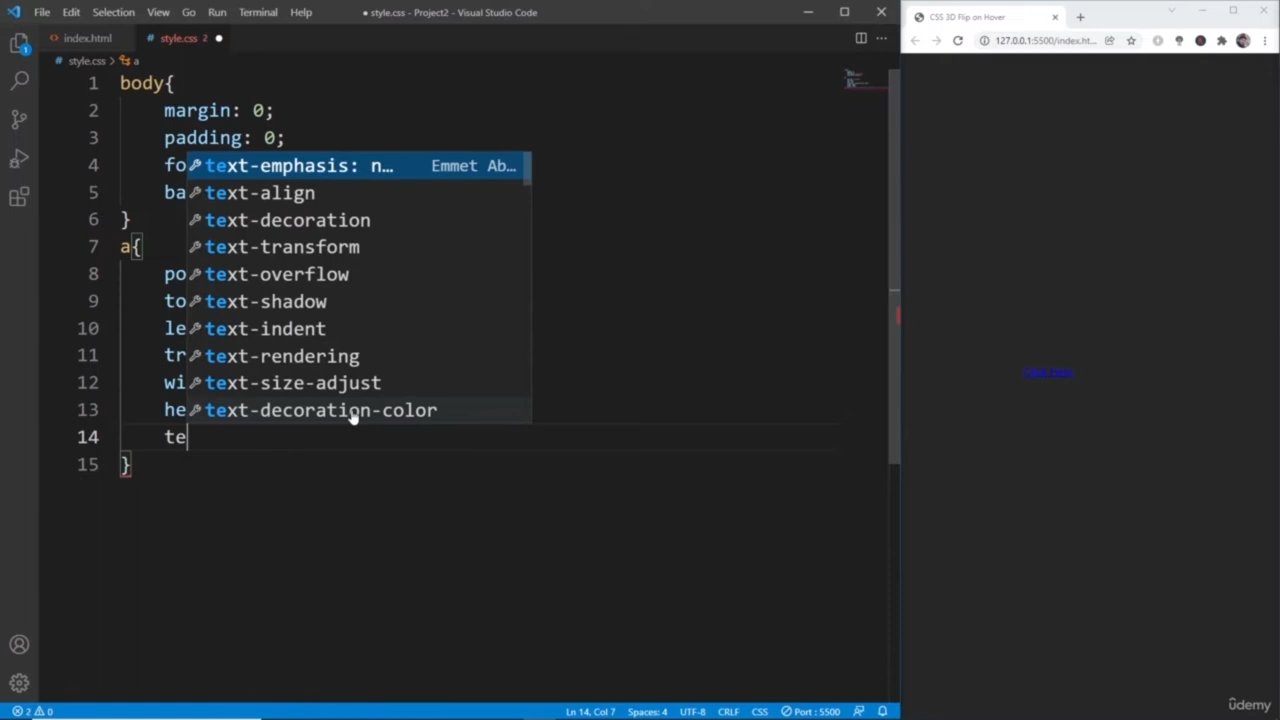 File Edit Selection View Go Run Terminal Help
● style.css - Project2 - Visual Studio Code
CSS 3D Flip on Hover
index.html
style.css 2
127.0.0.1:5500/index.ht...
style.css > a
1 body{
2 margin: 0;
3 padding: 0;
4 fo
text-emphasis: n… Emmet Ab…
5 ba
text-align
6 }
text-decoration
7 a{
text-transform
8 po
text-overflow
9 to
text-shadow
10 le
text-indent
11 tr
text-rendering
12 wi
text-size-adjust
13 he
text-decoration-color
14 te
15 }
1
2 0
Ln 14, Col 7 Spaces: 4 UTF-8 CRLF CSS Port : 5500
ûdemy